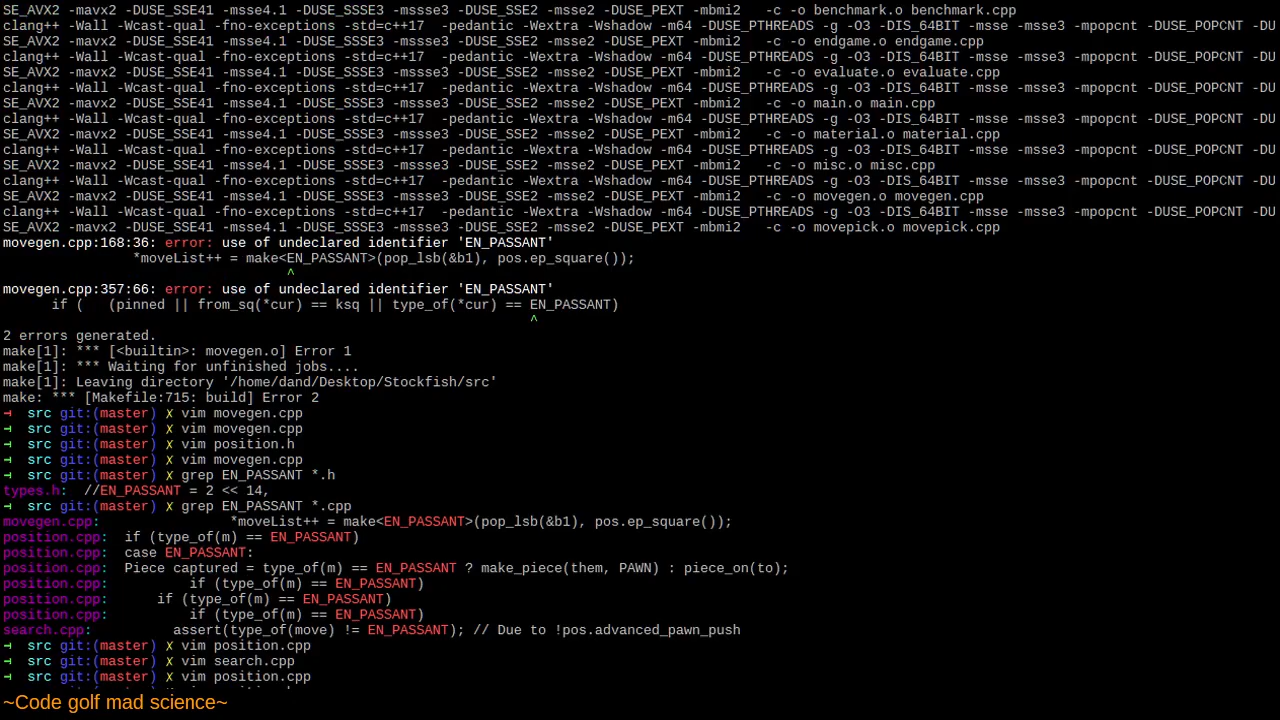 SE_AVX2 -mavx2 -DUSE_SSE41 -msse4.1 -DUSE_SSSE3 -mssse3 -DUSE_SSE2 -msse2 -DUSE_PEXT -mbmi2   -c -o benchmark.o benchmark.cpp
clang++ -Wall -Wcast-qual -fno-exceptions -std=c++17  -pedantic -Wextra -Wshadow -m64 -DUSE_PTHREADS -g -O3 -DIS_64BIT -msse -msse3 -mpopcnt -DUSE_POPCNT -DU
SE_AVX2 -mavx2 -DUSE_SSE41 -msse4.1 -DUSE_SSSE3 -mssse3 -DUSE_SSE2 -msse2 -DUSE_PEXT -mbmi2   -c -o endgame.o endgame.cpp
clang++ -Wall -Wcast-qual -fno-exceptions -std=c++17  -pedantic -Wextra -Wshadow -m64 -DUSE_PTHREADS -g -O3 -DIS_64BIT -msse -msse3 -mpopcnt -DUSE_POPCNT -DU
SE_AVX2 -mavx2 -DUSE_SSE41 -msse4.1 -DUSE_SSSE3 -mssse3 -DUSE_SSE2 -msse2 -DUSE_PEXT -mbmi2   -c -o evaluate.o evaluate.cpp
clang++ -Wall -Wcast-qual -fno-exceptions -std=c++17  -pedantic -Wextra -Wshadow -m64 -DUSE_PTHREADS -g -O3 -DIS_64BIT -msse -msse3 -mpopcnt -DUSE_POPCNT -DU
SE_AVX2 -mavx2 -DUSE_SSE41 -msse4.1 -DUSE_SSSE3 -mssse3 -DUSE_SSE2 -msse2 -DUSE_PEXT -mbmi2   -c -o main.o main.cpp
clang++ -Wall -Wcast-qual -fno-exceptions -std=c++17  -pedantic -Wextra -Wshadow -m64 -DUSE_PTHREADS -g -O3 -DIS_64BIT -msse -msse3 -mpopcnt -DUSE_POPCNT -DU
SE_AVX2 -mavx2 -DUSE_SSE41 -msse4.1 -DUSE_SSSE3 -mssse3 -DUSE_SSE2 -msse2 -DUSE_PEXT -mbmi2   -c -o material.o material.cpp
clang++ -Wall -Wcast-qual -fno-exceptions -std=c++17  -pedantic -Wextra -Wshadow -m64 -DUSE_PTHREADS -g -O3 -DIS_64BIT -msse -msse3 -mpopcnt -DUSE_POPCNT -DU
SE_AVX2 -mavx2 -DUSE_SSE41 -msse4.1 -DUSE_SSSE3 -mssse3 -DUSE_SSE2 -msse2 -DUSE_PEXT -mbmi2   -c -o misc.o misc.cpp
clang++ -Wall -Wcast-qual -fno-exceptions -std=c++17  -pedantic -Wextra -Wshadow -m64 -DUSE_PTHREADS -g -O3 -DIS_64BIT -msse -msse3 -mpopcnt -DUSE_POPCNT -DU
SE_AVX2 -mavx2 -DUSE_SSE41 -msse4.1 -DUSE_SSSE3 -mssse3 -DUSE_SSE2 -msse2 -DUSE_PEXT -mbmi2   -c -o movegen.o movegen.cpp
clang++ -Wall -Wcast-qual -fno-exceptions -std=c++17  -pedantic -Wextra -Wshadow -m64 -DUSE_PTHREADS -g -O3 -DIS_64BIT -msse -msse3 -mpopcnt -DUSE_POPCNT -DU
SE_AVX2 -mavx2 -DUSE_SSE41 -msse4.1 -DUSE_SSSE3 -mssse3 -DUSE_SSE2 -msse2 -DUSE_PEXT -mbmi2   -c -o movepick.o movepick.cpp
movegen.cpp:168:36: error: use of undeclared identifier 'EN_PASSANT'
                *moveList++ = make<EN_PASSANT>(pop_lsb(&b1), pos.ep_square());
                                   ^
movegen.cpp:357:66: error: use of undeclared identifier 'EN_PASSANT'
      if (   (pinned || from_sq(*cur) == ksq || type_of(*cur) == EN_PASSANT)
                                                                 ^
2 errors generated.
make[1]: *** [<builtin>: movegen.o] Error 1
make[1]: *** Waiting for unfinished jobs....
make[1]: Leaving directory '/home/dand/Desktop/Stockfish/src'
make: *** [Makefile:715: build] Error 2
→  src git:(master) ✗ vim movegen.cpp
→  src git:(master) ✗ vim movegen.cpp
→  src git:(master) ✗ vim position.h
→  src git:(master) ✗ vim movegen.cpp
→  src git:(master) ✗ grep EN_PASSANT *.h
types.h:  //EN_PASSANT = 2 << 14,
→  src git:(master) ✗ grep EN_PASSANT *.cpp
movegen.cpp:                *moveList++ = make<EN_PASSANT>(pop_lsb(&b1), pos.ep_square());
position.cpp:  if (type_of(m) == EN_PASSANT)
position.cpp:  case EN_PASSANT:
position.cpp:  Piece captured = type_of(m) == EN_PASSANT ? make_piece(them, PAWN) : piece_on(to);
position.cpp:          if (type_of(m) == EN_PASSANT)
position.cpp:      if (type_of(m) == EN_PASSANT)
position.cpp:          if (type_of(m) == EN_PASSANT)
search.cpp:          assert(type_of(move) != EN_PASSANT); // Due to !pos.advanced_pawn_push
→  src git:(master) ✗ vim position.cpp
→  src git:(master) ✗ vim search.cpp
→  src git:(master) ✗ vim position.cpp
~Code golf mad science~